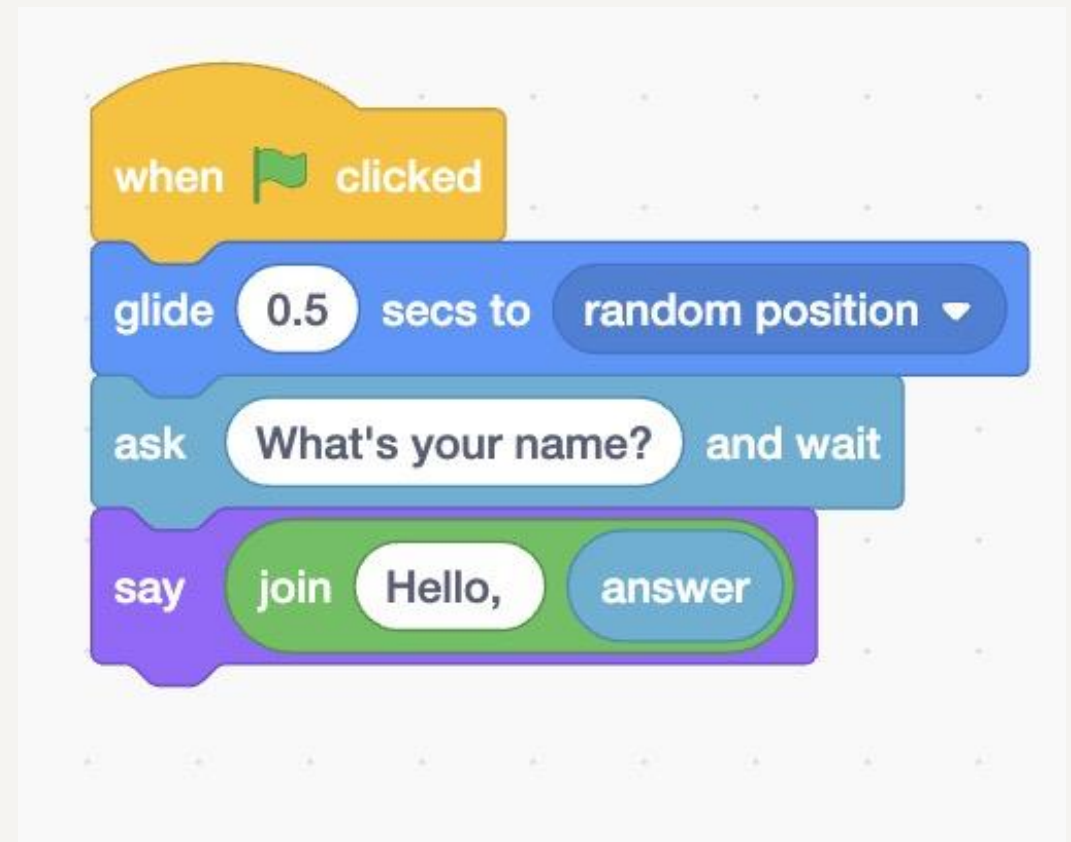 when clicked
glide 0.5 secs to random position
ask What's your name? and wait
say join Hello, answer